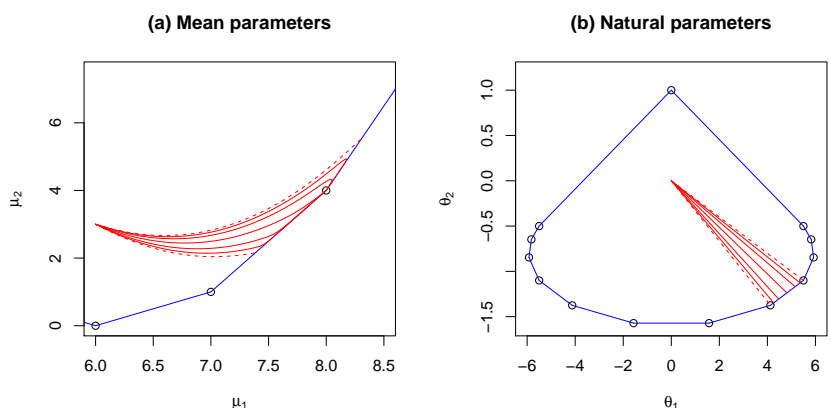 (a) Mean parameters
μ₂
0
2
4
6
6.0 6.5 7.0 7.5 8.0 8.5
μ₁
(b) Natural parameters
θ₂
−1.5
−0.5
0.0
0.5
1.0
−6 −4 −2 0 2 4 6
θ₁